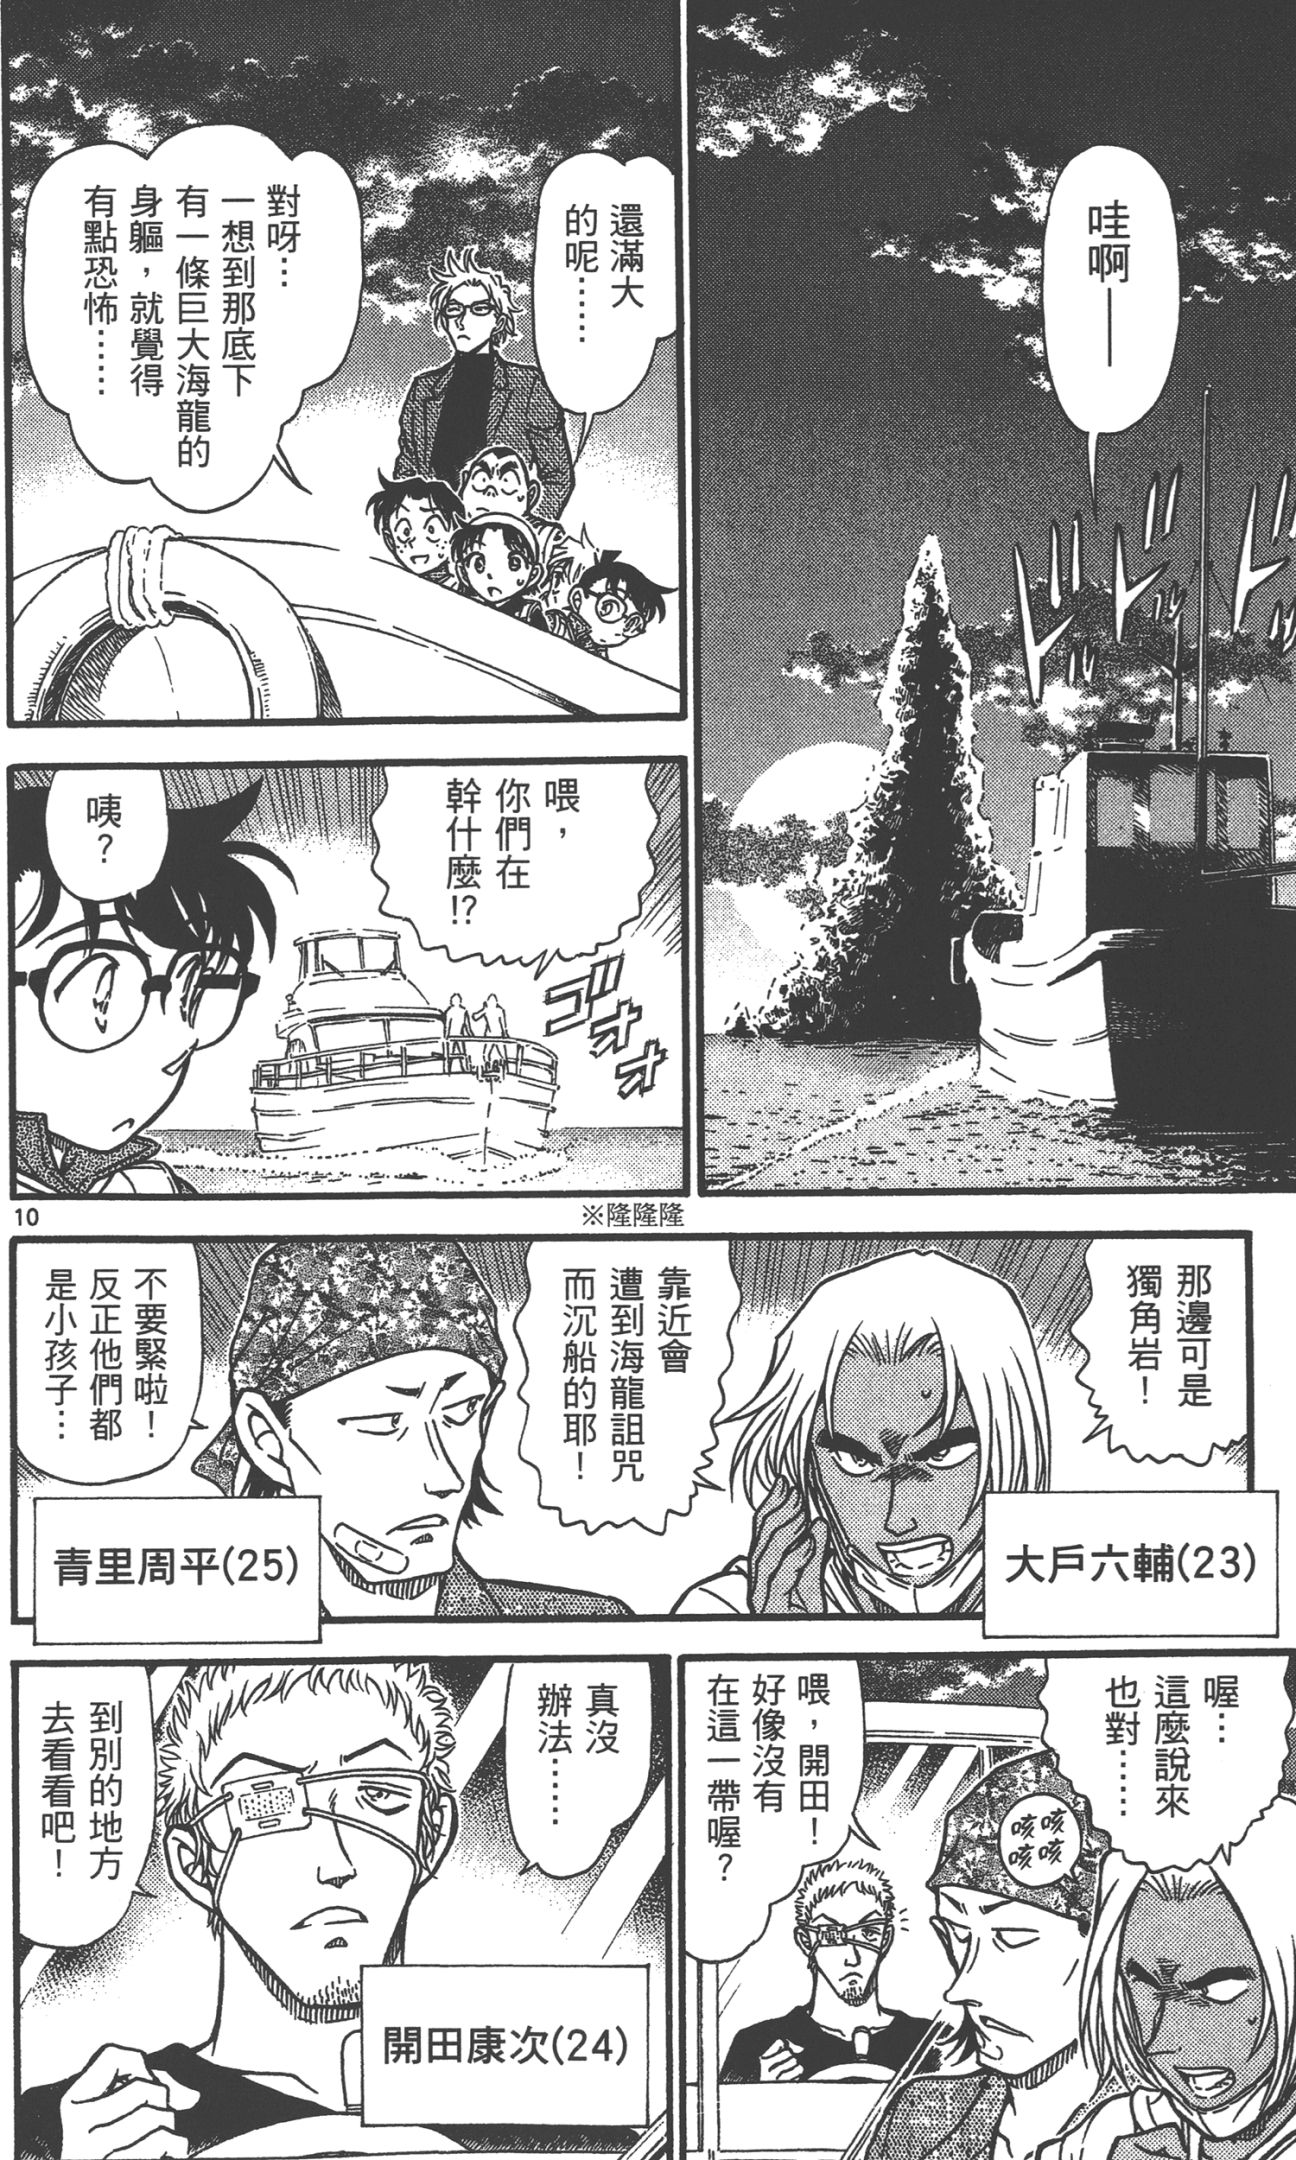 哇啊——
ドドド
還滿大
的呢……
對呀…
一想到那底下
有一條巨大海龍的
身軀，就覺得
有點恐怖……
喂，
你們在
幹什麼!?
ゴオオオ
咦？
※隆隆隆
10
那邊可是
獨角岩！
靠近會
遭到海龍詛咒
而沉船的耶！
大戶六輔(23)
不要緊啦！
反正他們都
是小孩子…
青里周平(25)
喔…
這麼說來
也對……
咳咳
咳咳
喂，開田！
好像沒有
在這一帶喔？
真沒
辦法……
開田康次(24)
到別的地方
去看看吧！